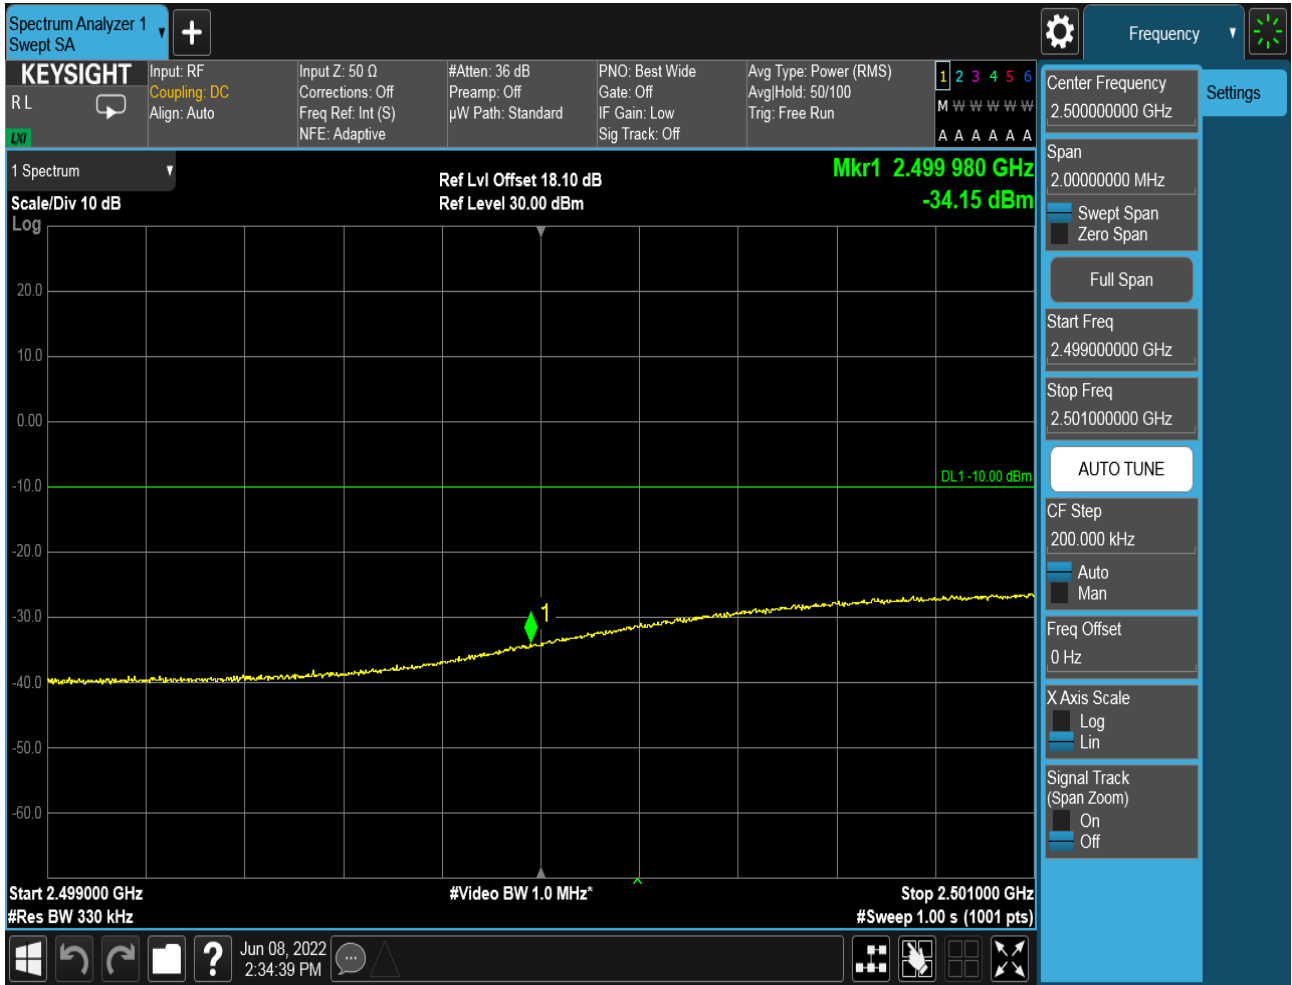 Spectrum Analyzer 1
Swept SA
+
Frequency
KEYSIGHT
R L
LXI
Input: RF
Coupling: DC
Align: Auto
Input Z: 50 Ω
Corrections: Off
Freq Ref: Int (S)
NFE: Adaptive
#Atten: 36 dB
Preamp: Off
µW Path: Standard
PNO: Best Wide
Gate: Off
IF Gain: Low
Sig Track: Off
Avg Type: Power (RMS)
Avg|Hold: 50/100
Trig: Free Run
1 2 3 4 5 6
M W W W W W
A A A A A A
1 Spectrum
Scale/Div 10 dB
Log
Ref Lvl Offset 18.10 dB
Ref Level 30.00 dBm
Mkr1 2.499 980 GHz
-34.15 dBm
20.0
10.0
0.00
-10.0
DL1 -10.00 dBm
-20.0
-30.0
1
-40.0
-50.0
-60.0
Start 2.499000 GHz
#Video BW 1.0 MHz*
Stop 2.501000 GHz
#Res BW 330 kHz
#Sweep 1.00 s (1001 pts)
?
Jun 08, 2022
2:34:39 PM
Center Frequency
2.500000000 GHz
Settings
Span
2.00000000 MHz
Swept Span
Zero Span
Full Span
Start Freq
2.499000000 GHz
Stop Freq
2.501000000 GHz
AUTO TUNE
CF Step
200.000 kHz
Auto
Man
Freq Offset
0 Hz
X Axis Scale
Log
Lin
Signal Track
(Span Zoom)
On
Off